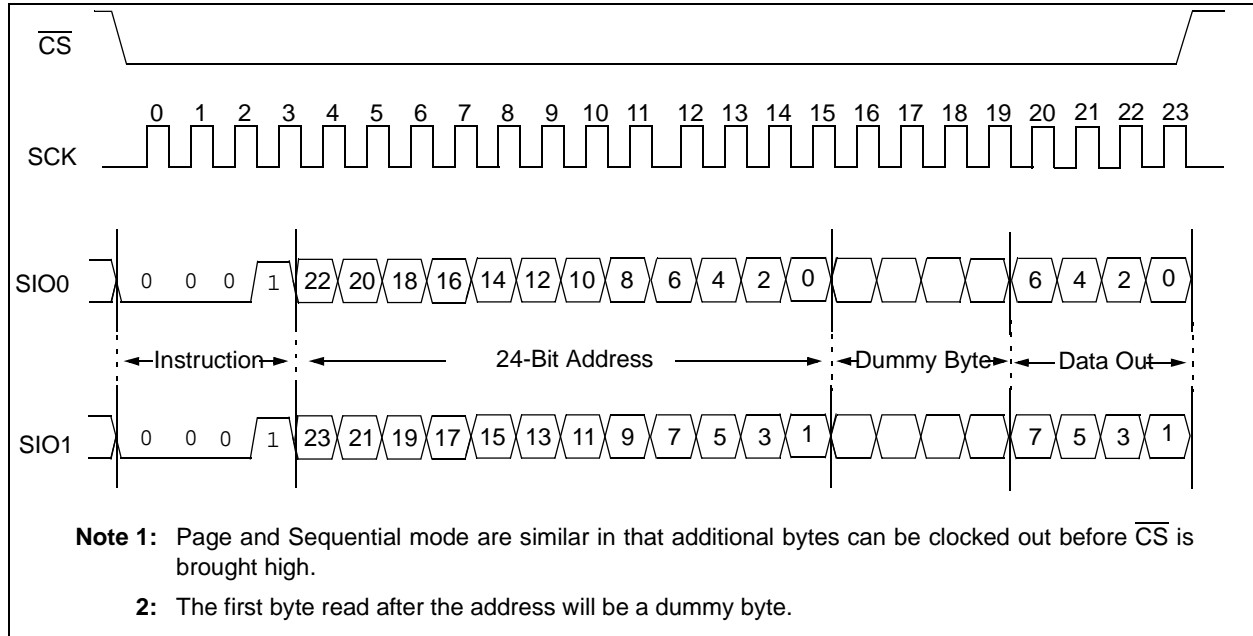 CS
0 1 2 3 4 5 6 7 8 9 10 11 12 13 14 15 16 17 18 19 20 21 22 23
SCK
SIO0 0 0 0 1 22 20 18 16 14 12 10 8 6 4 2 0 6 4 2 0
Instruction 24-Bit Address Dummy Byte Data Out
SIO1 0 0 0 1 23 21 19 17 15 13 11 9 7 5 3 1 7 5 3 1
Note 1: Page and Sequential mode are similar in that additional bytes can be clocked out before CS is
brought high.
2: The first byte read after the address will be a dummy byte.